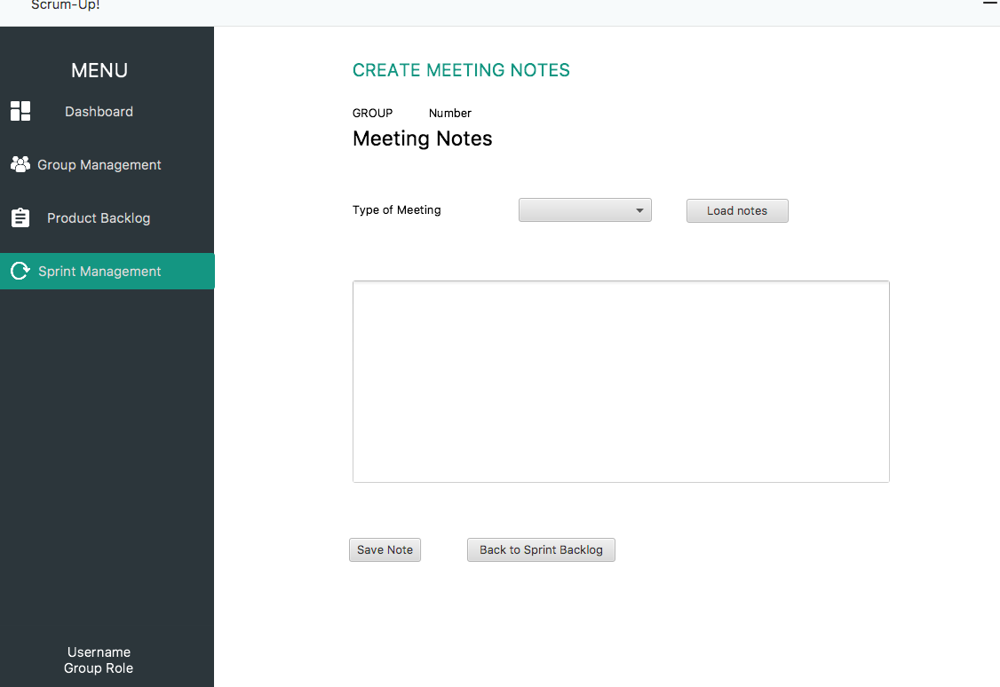 Scrum-Up!
MENU
Dashboard
Group Management
Product Backlog
Sprint Management
Username
Group Role
CREATE MEETING NOTES
GROUP Number
Meeting Notes
Type of Meeting
Load notes
Save Note
Back to Sprint Backlog